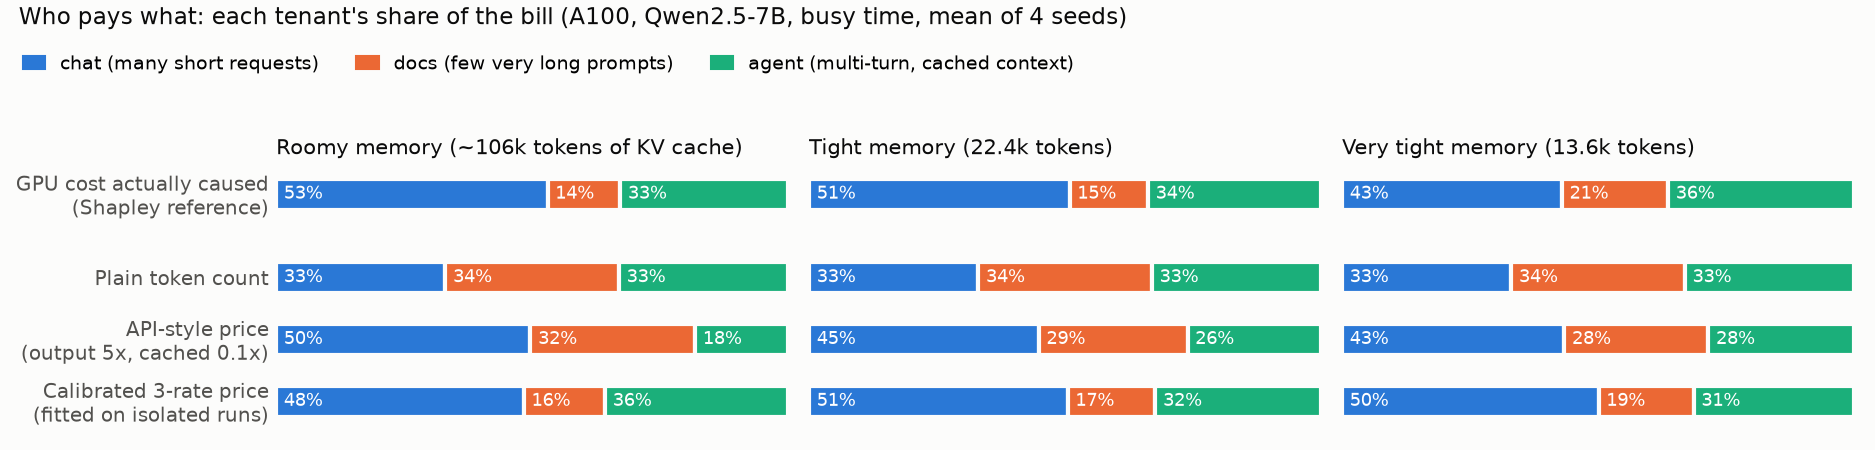 Who pays what: each tenant's share of the bill (A100, Qwen2.5-7B, busy time, mean of 4 seeds)
chat (many short requests) docs (few very long prompts) agent (multi-turn, cached context)
Roomy memory (~106k tokens of KV cache) Tight memory (22.4k tokens) Very tight memory (13.6k tokens)
GPU cost actually caused
(Shapley reference)
53% 14% 33% 51% 15% 34% 43% 21% 36%
Plain token count
33% 34% 33% 33% 34% 33% 33% 34% 33%
API-style price
(output 5x, cached 0.1x)
50% 32% 18% 45% 29% 26% 43% 28% 28%
Calibrated 3-rate price
(fitted on isolated runs)
48% 16% 36% 51% 17% 32% 50% 19% 31%